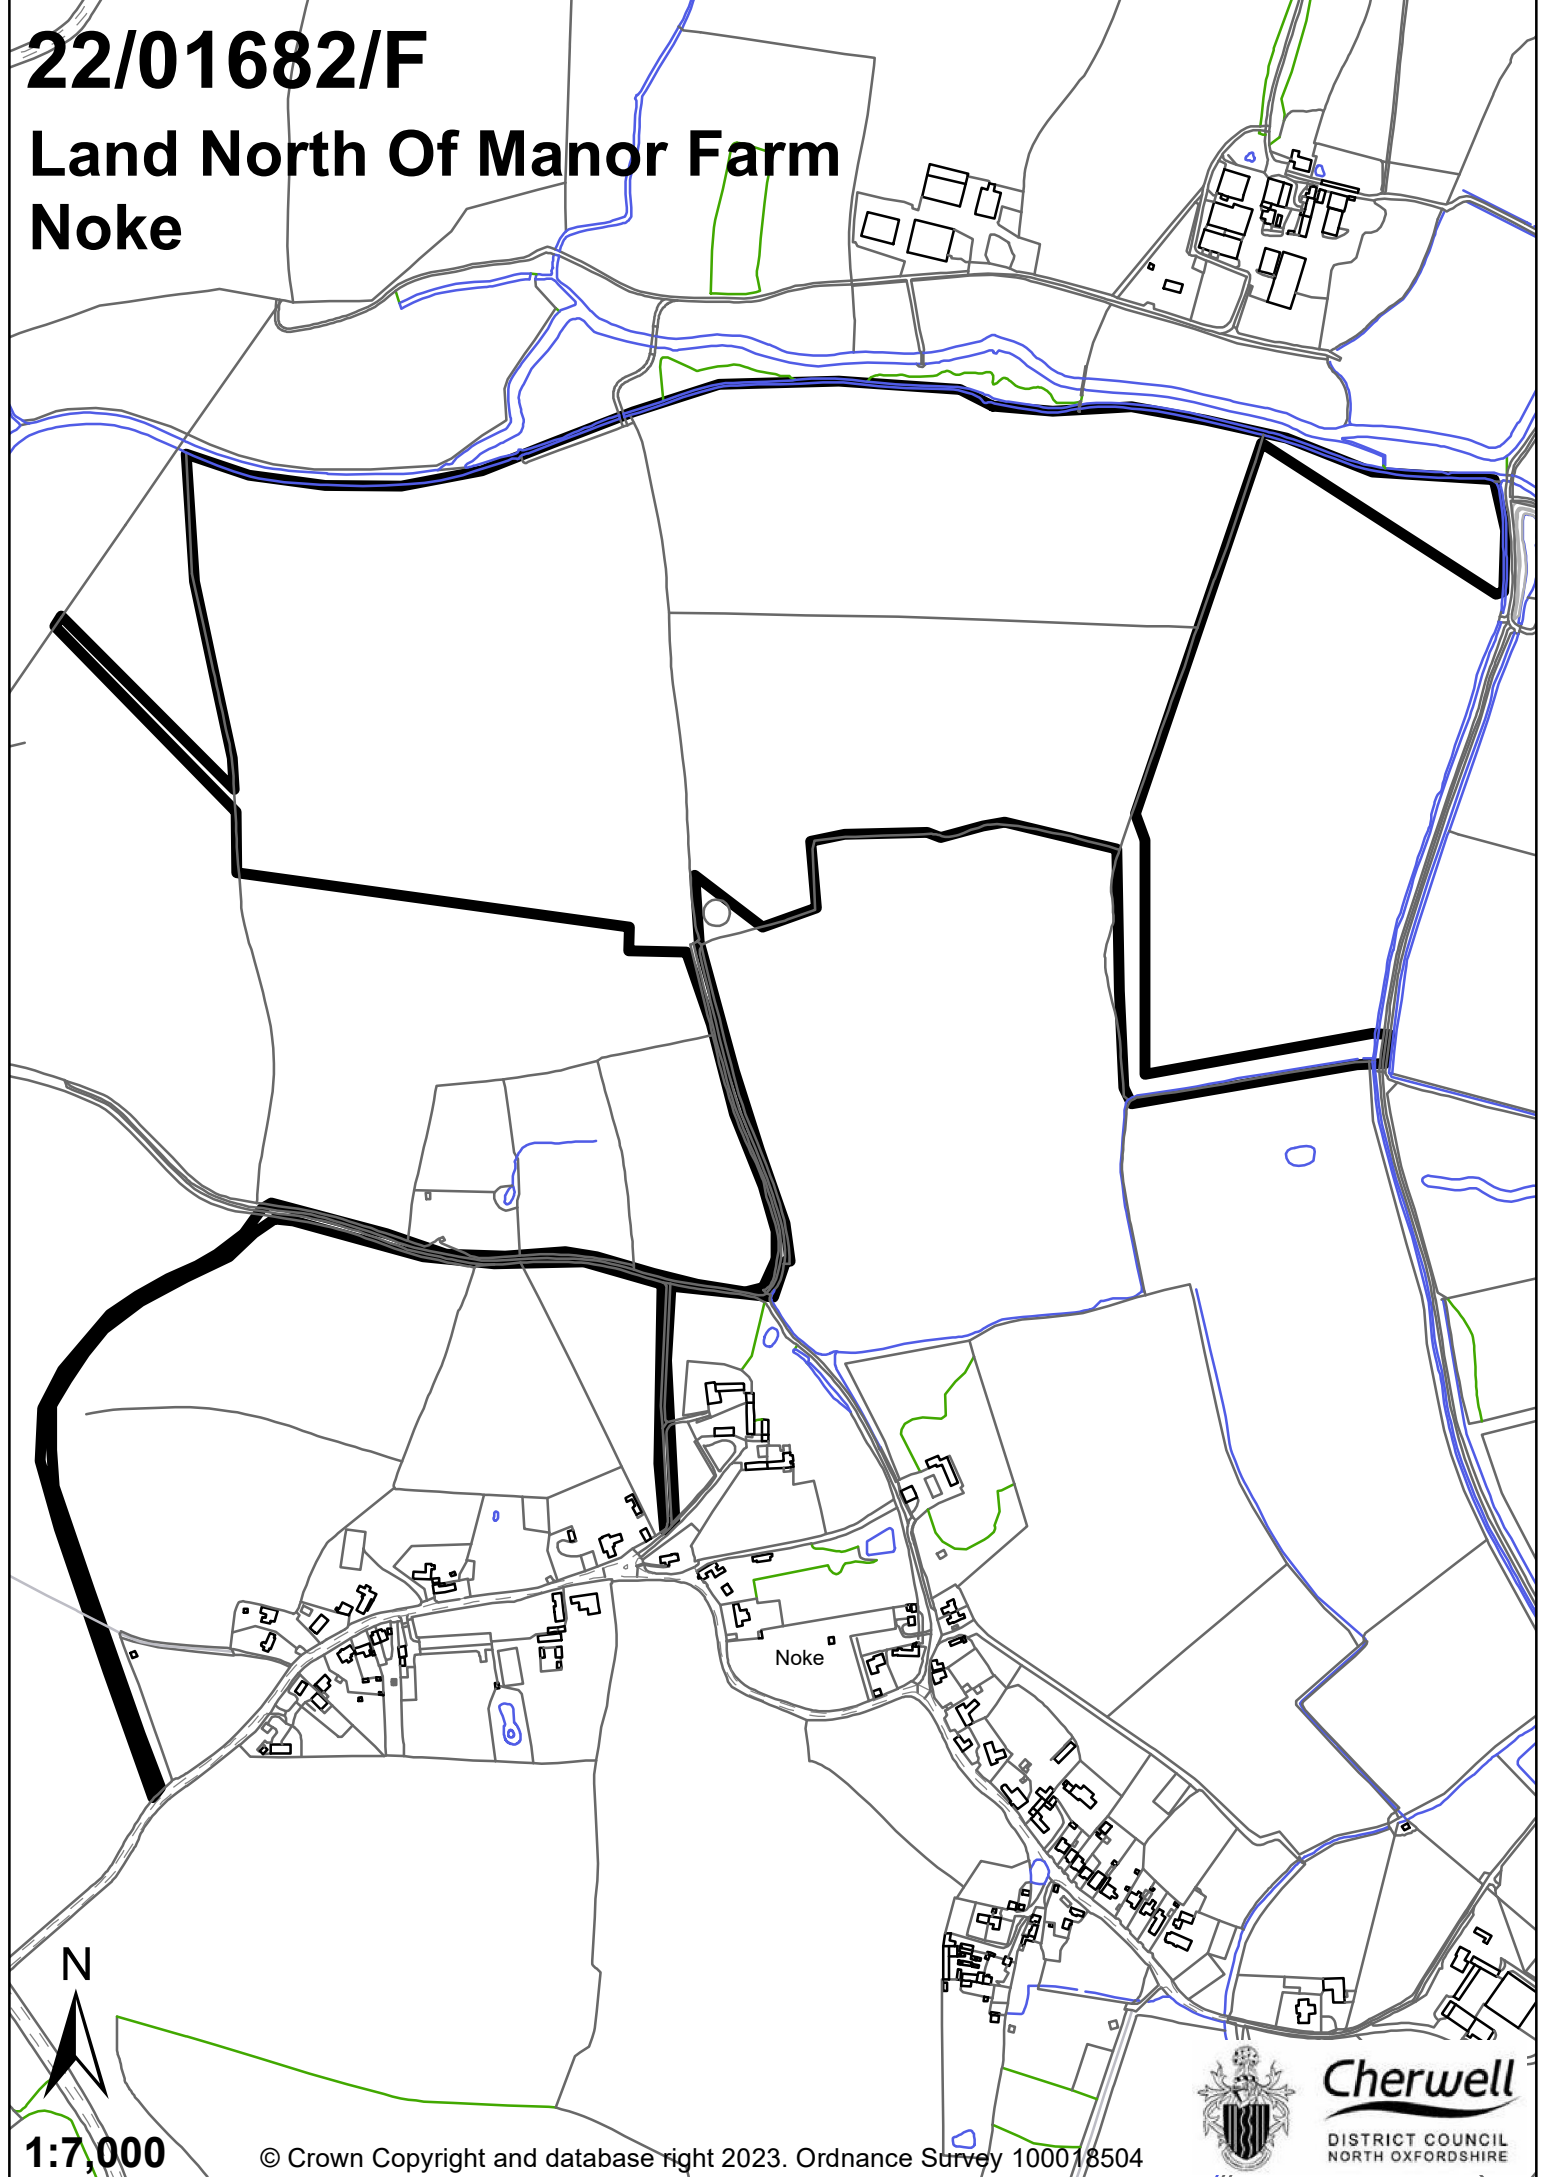 22/01682/F
Land North Of Manor Farm
Noke
Noke
N
1:7,000
© Crown Copyright and database right 2023. Ordnance Survey 100018504
Cherwell
DISTRICT COUNCIL
NORTH OXFORDSHIRE